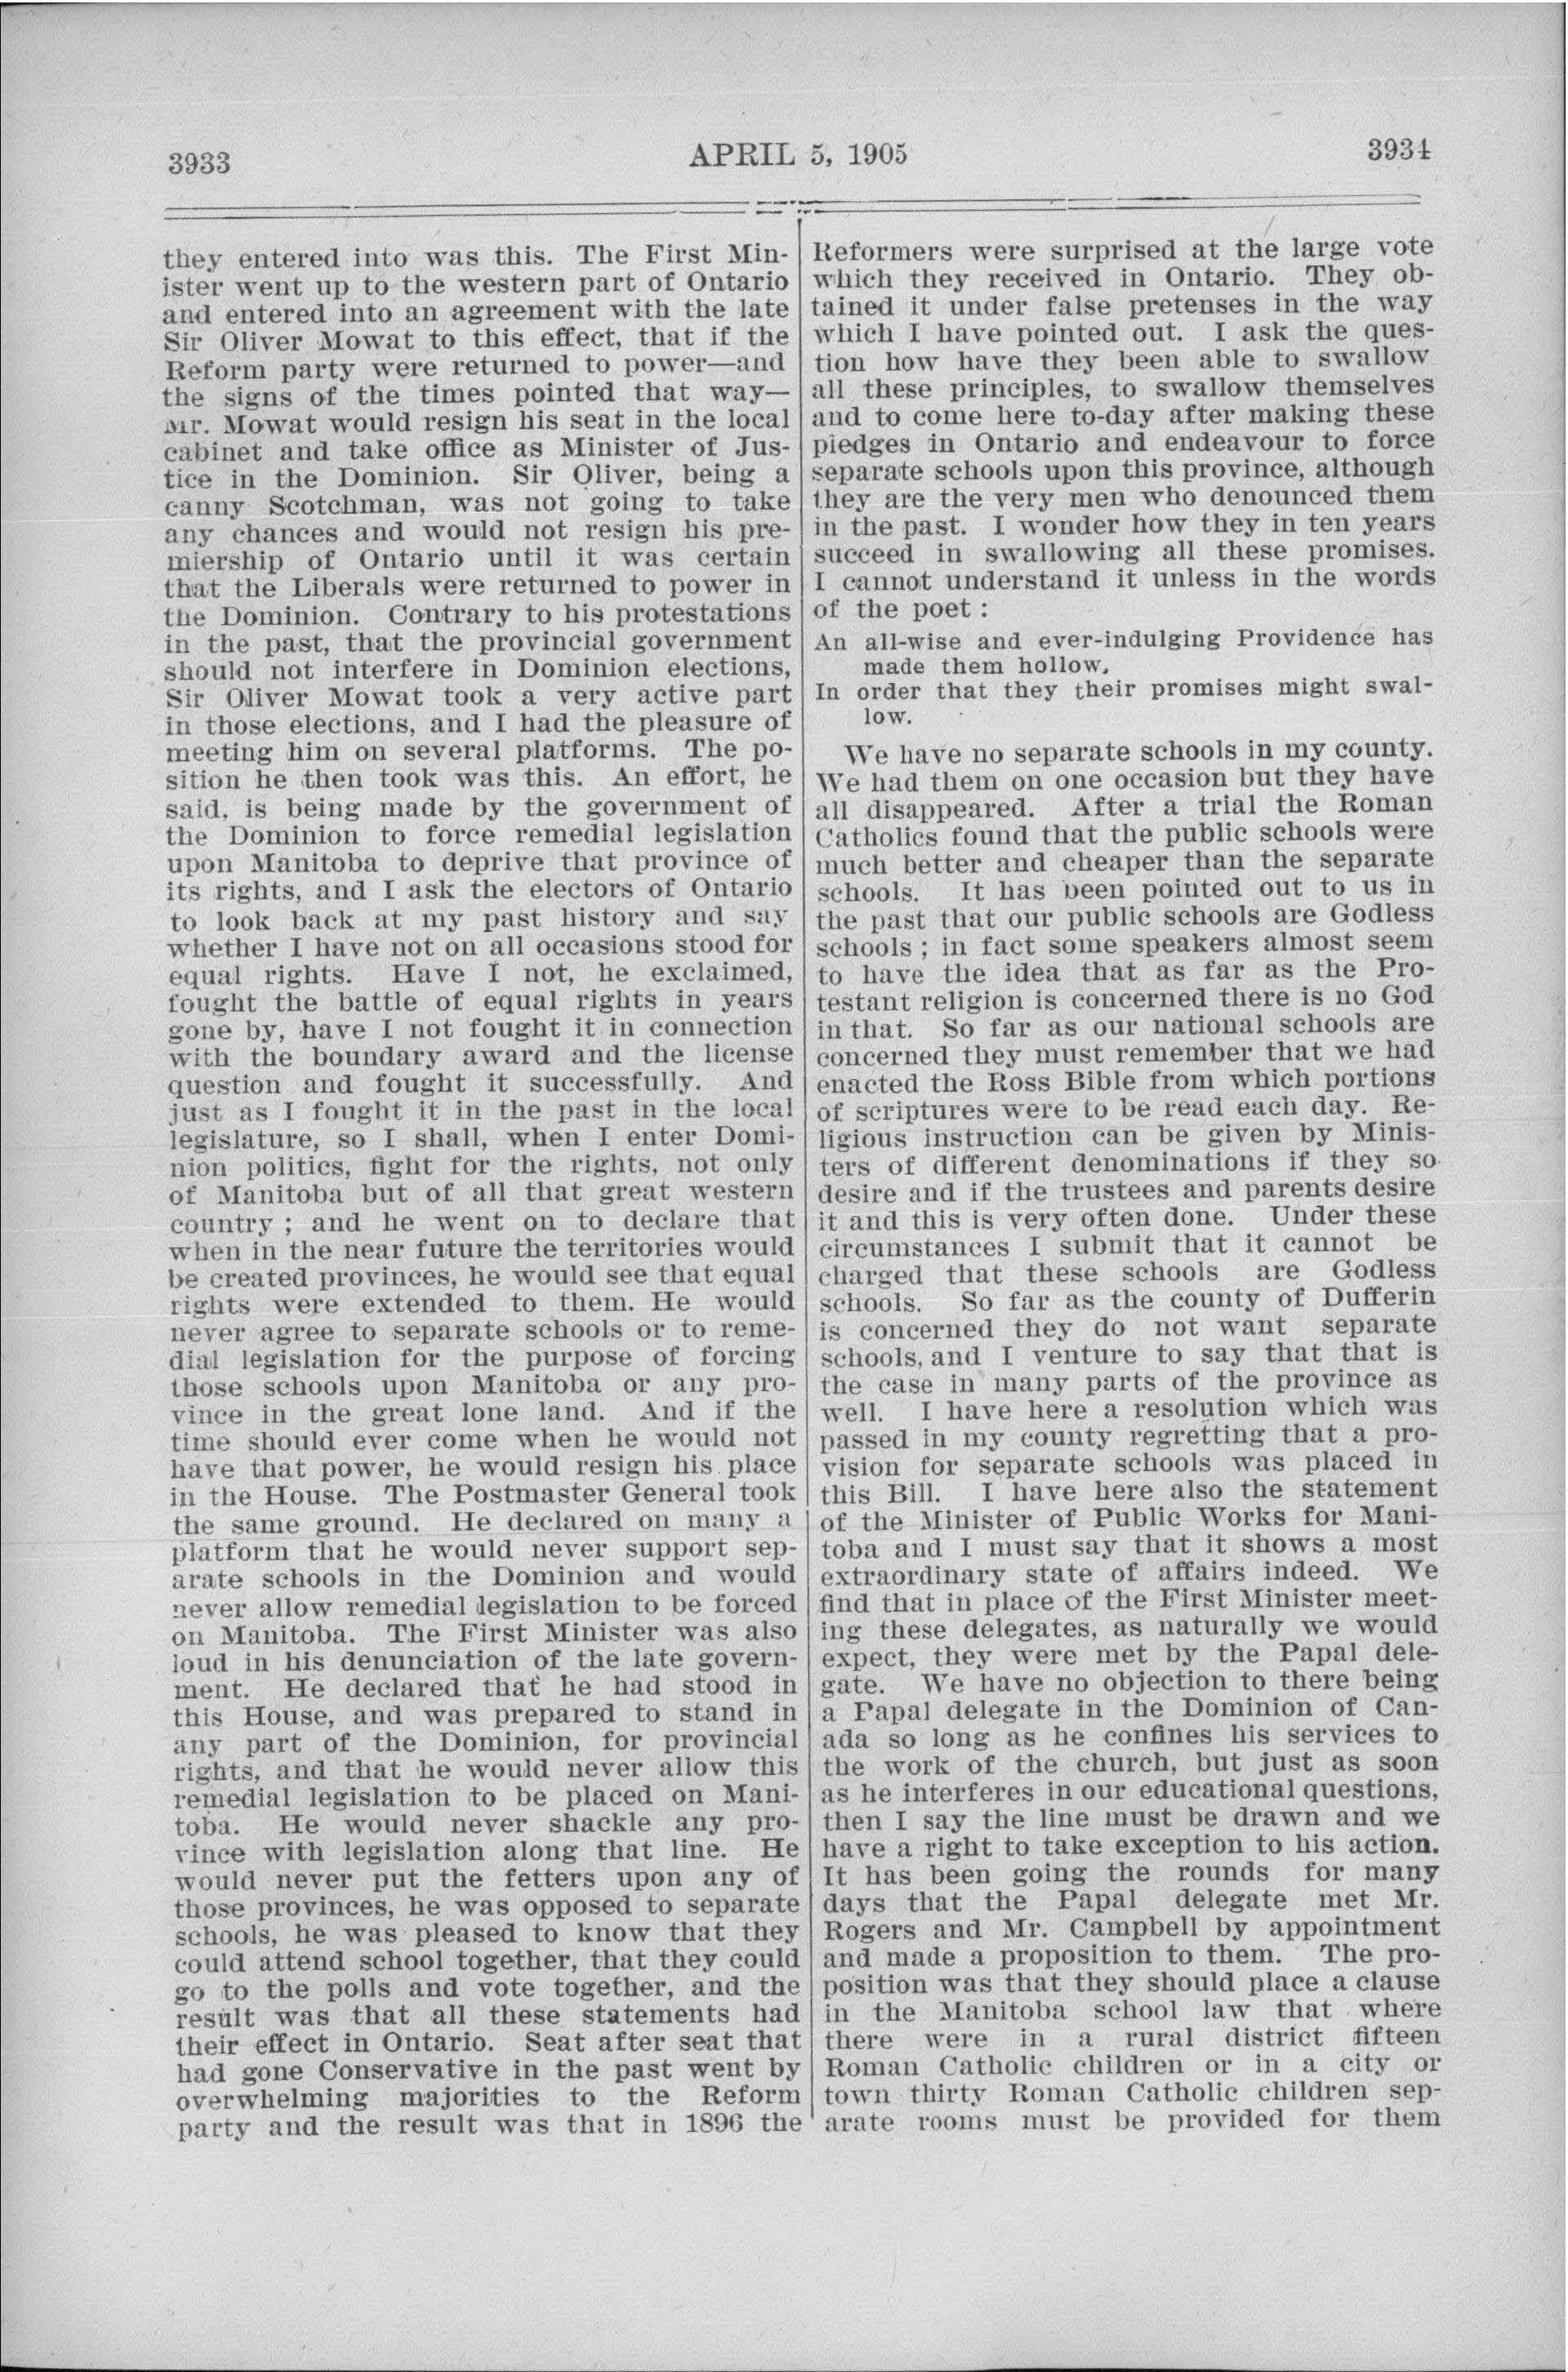 3933
APRIL 5, 1905
3934
they entered into was this. The First Min-
ister went up to the western part of Ontario
and entered into an agreement with the late
Sir Oliver Mowat to this effect, that if the
Reform party were returned to power—and
the signs of the times pointed that way—
Mr. Mowat would resign his seat in the local
cabinet and take office as Minister of Jus-
tice in the Dominion. Sir Oliver, being a
canny Scotchman, was not going to take
any chances and would not resign his pre-
miership of Ontario until it was certain
that the Liberals were returned to power in
the Dominion. Contrary to his protestations
in the past, that the provincial government
should not interfere in Dominion elections,
Sir Oliver Mowat took a very active part
in those elections, and I had the pleasure of
meeting him on several platforms. The po-
sition he then took was this. An effort, he
said, is being made by the government of
the Dominion to force remedial legislation
upon Manitoba to deprive that province of
its rights, and I ask the electors of Ontario
to look back at my past history and say
whether I have not on all occasions stood for
equal rights. Have I not, he exclaimed,
fought the battle of equal rights in years
gone by, have I not fought it in connection
with the boundary award and the license
question and fought it successfully. And
just as I fought it in the past in the local
legislature, so I shall, when I enter Domi-
nion politics, fight for the rights, not only
of Manitoba but of all that great western
country ; and he went on to declare that
when in the near future the territories would
be created provinces, he would see that equal
rights were extended to them. He would
never agree to separate schools or to reme-
dial legislation for the purpose of forcing
those schools upon Manitoba or any pro-
vince in the great lone land. And if the
time should ever come when he would not
have that power, he would resign his place
in the House. The Postmaster General took
the same ground. He declared on many a
platform that he would never support sep-
arate schools in the Dominion and would
never allow remedial legislation to be forced
on Manitoba. The First Minister was also
loud in his denunciation of the late govern-
ment. He declared that he had stood in
this House, and was prepared to stand in
any part of the Dominion, for provincial
rights, and that he would never allow this
remedial legislation to be placed on Mani-
toba. He would never shackle any pro-
vince with legislation along that line. He
would never put the fetters upon any of
those provinces, he was opposed to separate
schools, he was pleased to know that they
could attend school together, that they could
go to the polls and vote together, and the
result was that all these statements had
their effect in Ontario. Seat after seat that
had gone Conservative in the past went by
overwhelming majorities to the Reform
party and the result was that in 1896 the
Reformers were surprised at the large vote
which they received in Ontario. They ob-
tained it under false pretenses in the way
which I have pointed out. I ask the ques-
tion how have they been able to swallow
all these principles, to swallow themselves
and to come here to-day after making these
pledges in Ontario and endeavour to force
separate schools upon this province, although
they are the very men who denounced them
in the past. I wonder how they in ten years
succeed in swallowing all these promises.
I cannot understand it unless in the words
of the poet :
An all-wise and ever-indulging Providence has
made them hollow,
In order that they their promises might swal-
low.
We have no separate schools in my county.
We had them on one occasion but they have
all disappeared. After a trial the Roman
Catholics found that the public schools were
much better and cheaper than the separate
schools. It has been pointed out to us in
the past that our public schools are Godless
schools ; in fact some speakers almost seem
to have the idea that as far as the Pro-
testant religion is concerned there is no God
in that. So far as our national schools are
concerned they must remember that we had
enacted the Ross Bible from which portions
of scriptures were to be read each day. Re-
ligious instruction can be given by Minis-
ters of different denominations if they so
desire and if the trustees and parents desire
it and this is very often done. Under these
circumstances I submit that it cannot be
charged that these schools are Godless
schools. So far as the county of Dufferin
is concerned they do not want separate
schools, and I venture to say that that is
the case in many parts of the province as
well. I have here a resolution which was
passed in my county regretting that a pro-
vision for separate schools was placed in
this Bill. I have here also the statement
of the Minister of Public Works for Mani-
toba and I must say that it shows a most
extraordinary state of affairs indeed. We
find that in place of the First Minister meet-
ing these delegates, as naturally we would
expect, they were met by the Papal dele-
gate. We have no objection to there being
a Papal delegate in the Dominion of Can-
ada so long as he confines his services to
the work of the church, but just as soon
as he interferes in our educational questions,
then I say the line must be drawn and we
have a right to take exception to his action.
It has been going the rounds for many
days that the Papal delegate met Mr.
Rogers and Mr. Campbell by appointment
and made a proposition to them. The pro-
position was that they should place a clause
in the Manitoba school law that where
there were in a rural district fifteen
Roman Catholic children or in a city or
town thirty Roman Catholic children sep-
arate rooms must be provided for them